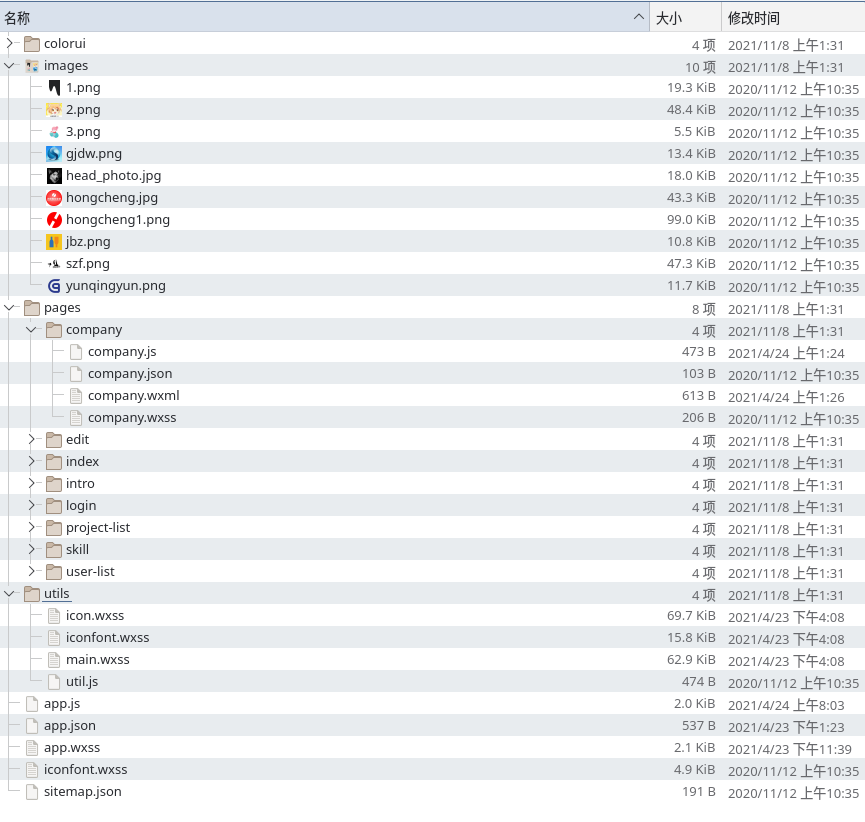 名称 大小 修改时间
colorui 4 项 2021/11/8 上午1:31
images 10 项 2021/11/8 上午1:31
1.png 19.3 KiB 2020/11/12 上午10:35
2.png 48.4 KiB 2020/11/12 上午10:35
3.png 5.5 KiB 2020/11/12 上午10:35
gjdw.png 13.4 KiB 2020/11/12 上午10:35
head_photo.jpg 18.0 KiB 2020/11/12 上午10:35
hongcheng.jpg 43.3 KiB 2020/11/12 上午10:35
hongcheng1.png 99.0 KiB 2020/11/12 上午10:35
jbz.png 10.8 KiB 2020/11/12 上午10:35
szf.png 47.3 KiB 2020/11/12 上午10:35
yunqingyun.png 11.7 KiB 2020/11/12 上午10:35
pages 8 项 2021/11/8 上午1:31
company 4 项 2021/11/8 上午1:31
company.js 473 B 2021/4/24 上午1:24
company.json 103 B 2020/11/12 上午10:35
company.wxml 613 B 2021/4/24 上午1:26
company.wxss 206 B 2020/11/12 上午10:35
edit 4 项 2021/11/8 上午1:31
index 4 项 2021/11/8 上午1:31
intro 4 项 2021/11/8 上午1:31
login 4 项 2021/11/8 上午1:31
project-list 4 项 2021/11/8 上午1:31
skill 4 项 2021/11/8 上午1:31
user-list 4 项 2021/11/8 上午1:31
utils 4 项 2021/11/8 上午1:31
icon.wxss 69.7 KiB 2021/4/23 下午4:08
iconfont.wxss 15.8 KiB 2021/4/23 下午4:08
main.wxss 62.9 KiB 2021/4/23 下午4:08
util.js 474 B 2020/11/12 上午10:35
app.js 2.0 KiB 2021/4/24 上午8:03
app.json 537 B 2021/4/23 下午1:23
app.wxss 2.1 KiB 2021/4/23 下午11:39
iconfont.wxss 4.9 KiB 2020/11/12 上午10:35
sitemap.json 191 B 2020/11/12 上午10:35